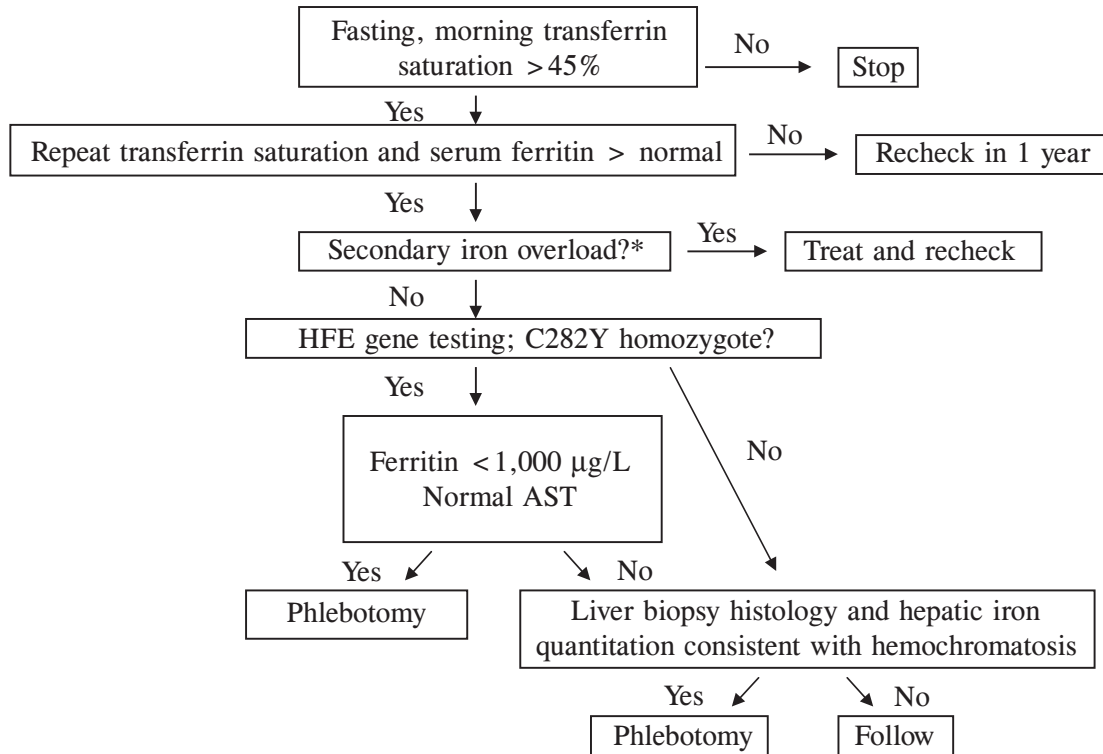 Fasting, morning transferrin
saturation >45%
No
Stop
Yes
Repeat transferrin saturation and serum ferritin > normal
No
Recheck in 1 year
Yes
Secondary iron overload?*
Yes
Treat and recheck
No
HFE gene testing; C282Y homozygote?
Yes
No
Ferritin <1,000 μg/L
Normal AST
Yes
No
Phlebotomy
Liver biopsy histology and hepatic iron
quantitation consistent with hemochromatosis
Yes
No
Phlebotomy
Follow